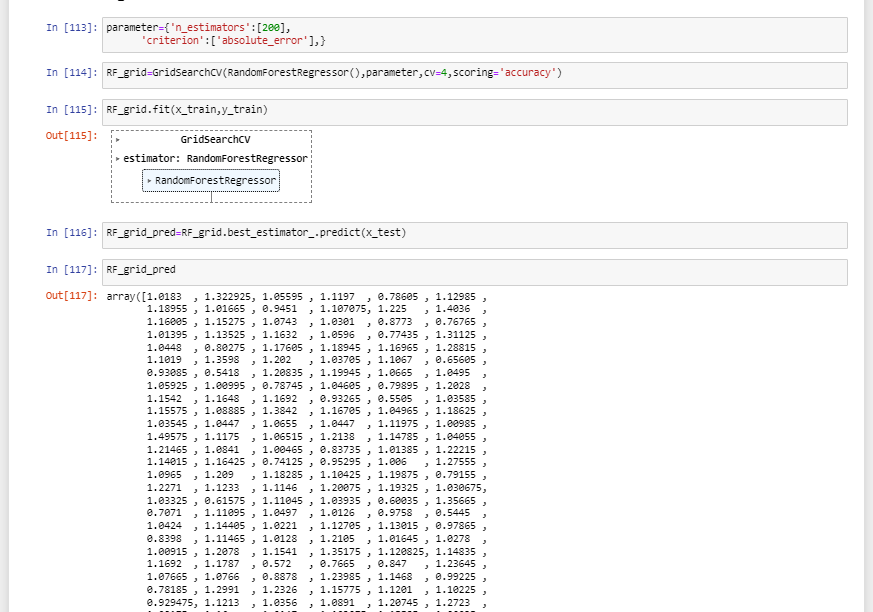 In [113]: parameter={'n_estimators':[200],
'criterion':['absolute_error'],}
In [114]: RF_grid=GridSearchCV(RandomForestRegressor(),parameter,cv=4,scoring='accuracy')
In [115]: RF_grid.fit(x_train,y_train)
Out[115]:
GridSearchCV
estimator: RandomForestRegressor
RandomForestRegressor
In [116]: RF_grid_pred=RF_grid.best_estimator_.predict(x_test)
In [117]: RF_grid_pred
Out[117]: array([1.0183 , 1.322925, 1.05595 , 1.1197 , 0.78605 , 1.12985 ,
1.18955 , 1.01665 , 0.9451 , 1.107075, 1.225 , 1.4036 ,
1.16005 , 1.15275 , 1.0743 , 1.0301 , 0.8773 , 0.76765 ,
1.01395 , 1.13525 , 1.1632 , 1.0596 , 0.77435 , 1.31125 ,
1.0448 , 0.80275 , 1.17605 , 1.18945 , 1.16965 , 1.28815 ,
1.1019 , 1.3598 , 1.202 , 1.03705 , 1.1067 , 0.65605 ,
0.93085 , 0.5418 , 1.20835 , 1.19945 , 1.0665 , 1.0495 ,
1.05925 , 1.00995 , 0.78745 , 1.04605 , 0.79895 , 1.2028 ,
1.1542 , 1.1648 , 1.1692 , 0.93265 , 0.5505 , 1.03585 ,
1.15575 , 1.08885 , 1.3842 , 1.16705 , 1.04965 , 1.18625 ,
1.03545 , 1.0447 , 1.0655 , 1.0447 , 1.11975 , 1.00985 ,
1.49575 , 1.1175 , 1.06515 , 1.2138 , 1.14785 , 1.04055 ,
1.21465 , 1.0841 , 1.00465 , 0.83735 , 1.01385 , 1.22215 ,
1.14015 , 1.16425 , 0.74125 , 0.95295 , 1.006 , 1.27555 ,
1.0965 , 1.209 , 1.18285 , 1.10425 , 1.19875 , 0.79155 ,
1.2271 , 1.1233 , 1.1146 , 1.20075 , 1.19325 , 1.030675,
1.03325 , 0.61575 , 1.11045 , 1.03935 , 0.60035 , 1.35665 ,
0.7071 , 1.11095 , 1.0497 , 1.0126 , 0.9758 , 0.5445 ,
1.0424 , 1.14405 , 1.0221 , 1.12705 , 1.13015 , 0.97865 ,
0.8398 , 1.11465 , 1.0128 , 1.2105 , 1.01645 , 1.0278 ,
1.00915 , 1.2078 , 1.1541 , 1.35175 , 1.120825, 1.14835 ,
1.1692 , 1.1787 , 0.572 , 0.7665 , 0.847 , 1.23645 ,
1.07665 , 1.0766 , 0.8878 , 1.23985 , 1.1468 , 0.99225 ,
0.78185 , 1.2991 , 1.2326 , 1.15775 , 1.1201 , 1.10225 ,
0.929475, 1.1213 , 1.0356 , 1.0891 , 1.20745 , 1.2723 ,